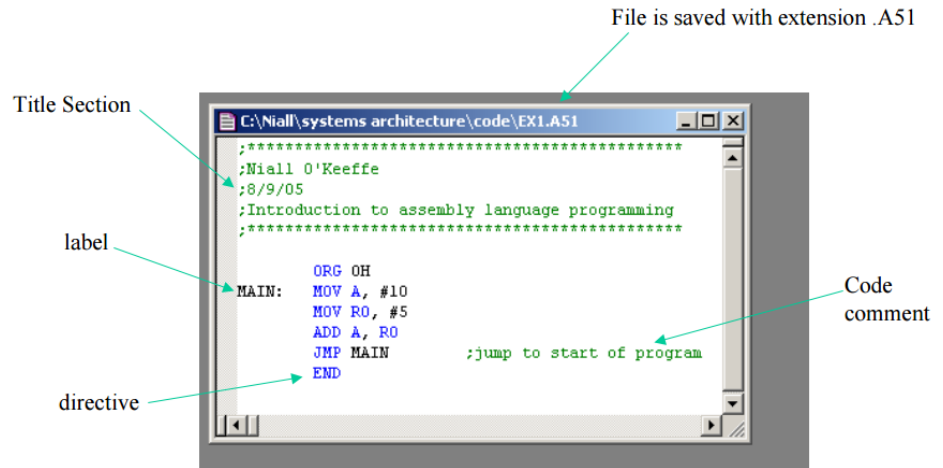 File is saved with extension .A51
Title Section
C:\Niall\systems architecture\code\EX1.A51
;***********************************************
;Niall O'Keeffe
;8/9/05
;Introduction to assembly language programming
;***********************************************
label
ORG 0H
MAIN: MOV A, #10
MOV R0, #5
ADD A, R0
JMP MAIN ;jump to start of program
END
Code
comment
directive